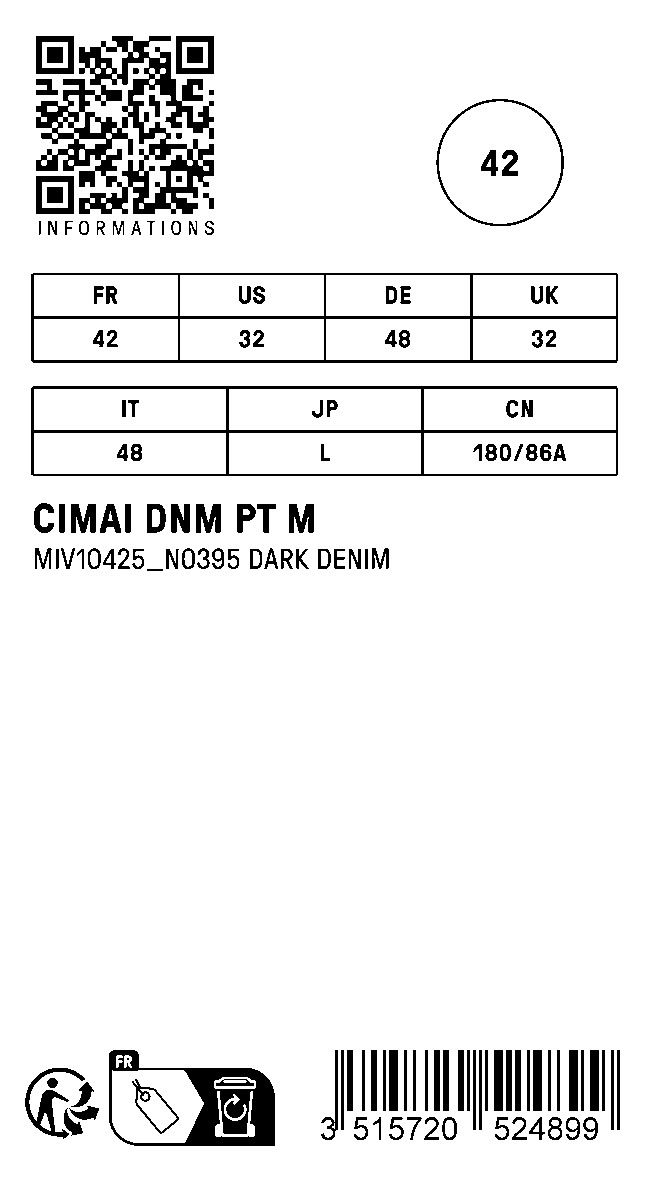 INFORMATIONS
42
FR US DE UK
42 32 48 32
IT JP CN
48 L 180/86A
CIMAI DNM PT M
MIV10425_N0395 DARK DENIM
FR
3 515720 524899